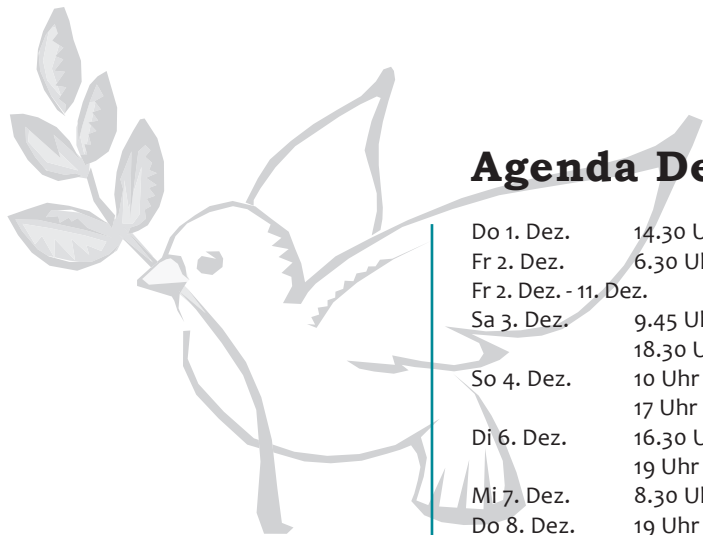 Agenda De
Do 1. Dez. 14.30 U
Fr 2. Dez. 6.30 Uh
Fr 2. Dez. - 11. Dez.
Sa 3. Dez. 9.45 Uh
18.30 U
So 4. Dez. 10 Uhr
17 Uhr
Di 6. Dez. 16.30 U
19 Uhr
Mi 7. Dez. 8.30 Uh
Do 8. Dez. 19 Uhr